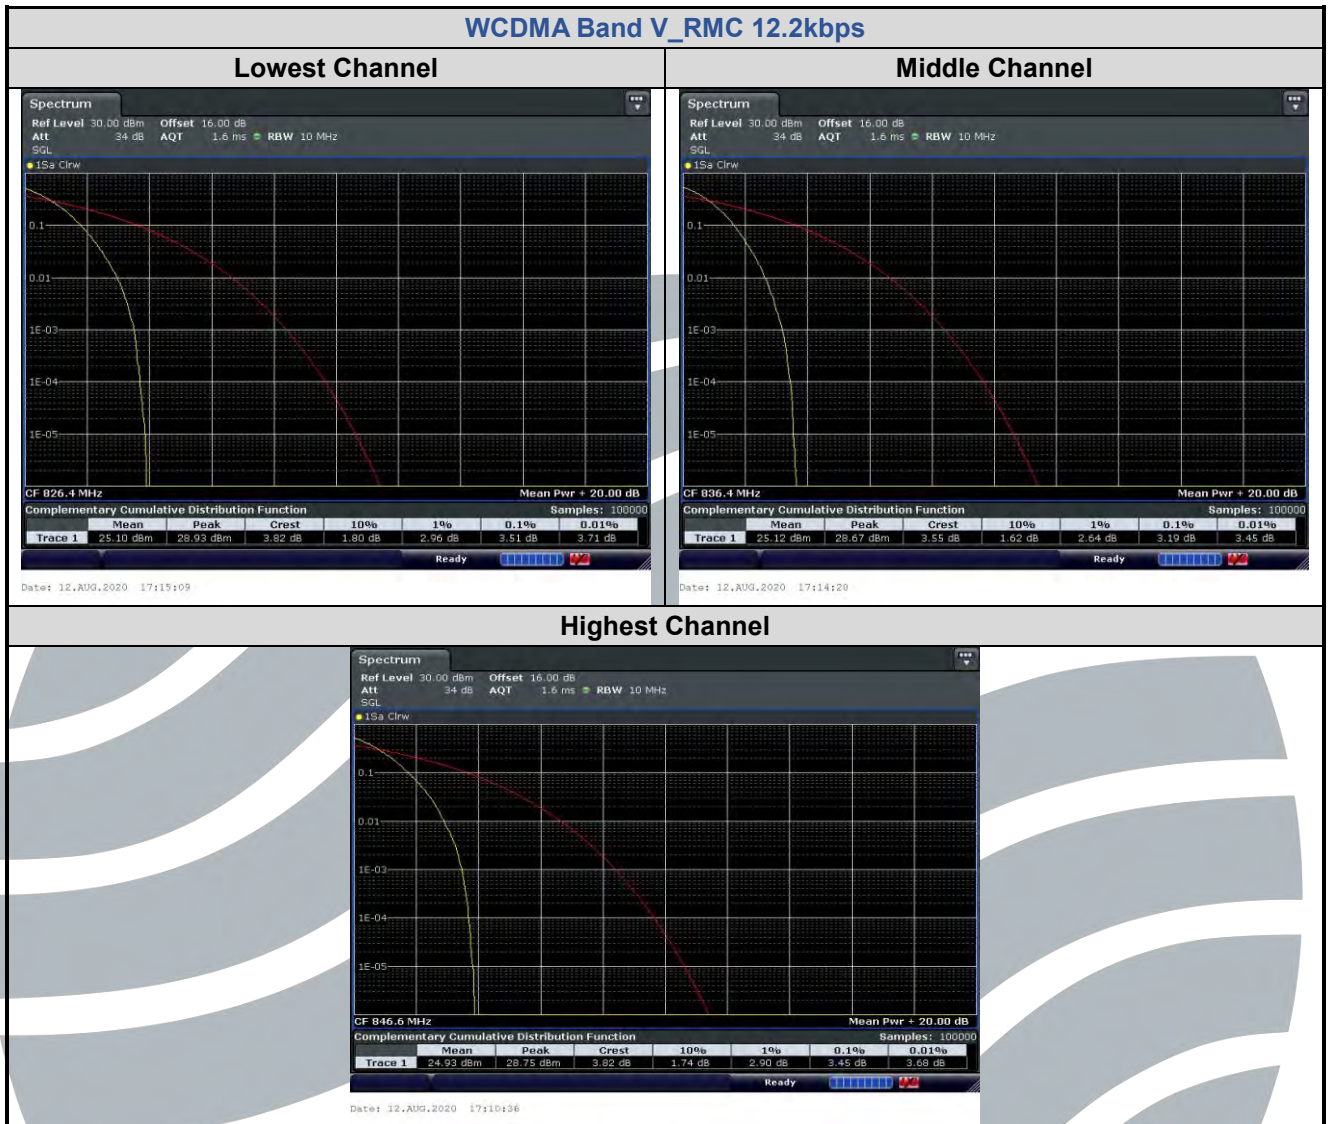 WCDMA Band V_RMC 12.2kbps
Lowest Channel
Middle Channel
Spectrum
Ref Level 30.00 dBm Offset 16.00 dB
Att 34 dB AQT 1.6 ms RBW 10 MHz
SGL
1Sa Clrw
0.1
0.01
1E-03
1E-04
1E-05
CF 826.4 MHz Mean Pwr + 20.00 dB
Complementary Cumulative Distribution Function Samples: 100000
Mean Peak Crest 10% 1% 0.1% 0.01%
Trace 1 25.10 dBm 28.93 dBm 3.82 dB 1.80 dB 2.96 dB 3.51 dB 3.71 dB
Ready
Date: 12.AUG.2020 17:15:09
Spectrum
Ref Level 30.00 dBm Offset 16.00 dB
Att 34 dB AQT 1.6 ms RBW 10 MHz
SGL
1Sa Clrw
0.1
0.01
1E-03
1E-04
1E-05
CF 836.4 MHz Mean Pwr + 20.00 dB
Complementary Cumulative Distribution Function Samples: 100000
Mean Peak Crest 10% 1% 0.1% 0.01%
Trace 1 25.12 dBm 28.67 dBm 3.55 dB 1.62 dB 2.64 dB 3.19 dB 3.45 dB
Ready
Date: 12.AUG.2020 17:14:20
Highest Channel
Spectrum
Ref Level 30.00 dBm Offset 16.00 dB
Att 34 dB AQT 1.6 ms RBW 10 MHz
SGL
1Sa Clrw
0.1
0.01
1E-03
1E-04
1E-05
CF 846.6 MHz Mean Pwr + 20.00 dB
Complementary Cumulative Distribution Function Samples: 100000
Mean Peak Crest 10% 1% 0.1% 0.01%
Trace 1 24.93 dBm 28.75 dBm 3.82 dB 1.74 dB 2.90 dB 3.45 dB 3.68 dB
Ready
Date: 12.AUG.2020 17:10:36